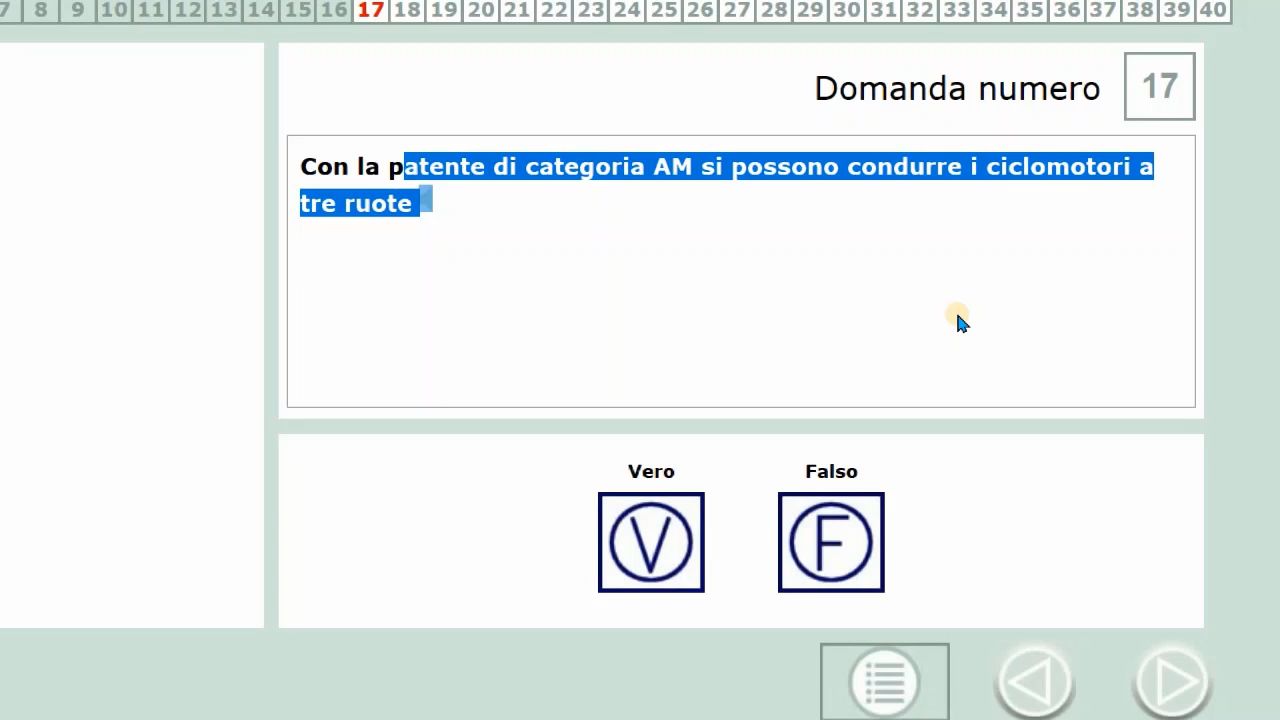 7 8 9 10 11 12 13 14 15 16 17 18 19 20 21 22 23 24 25 26 27 28 29 30 31 32 33 34 35 36 37 38 39 40
Domanda numero 17
Con la patente di categoria AM si possono condurre i ciclomotori a
tre ruote
Vero Falso
V F